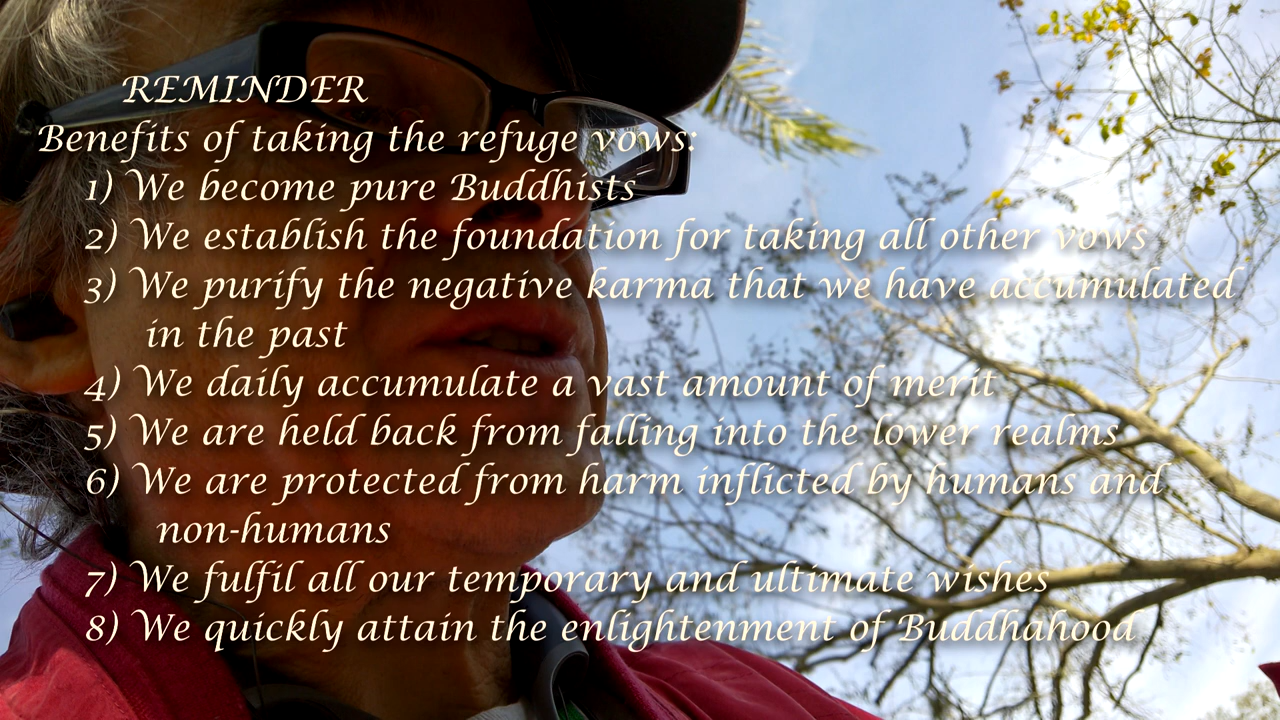 REMINDER
Benefits of taking the refuge vows:
1) We become pure Buddhists
2) We establish the foundation for taking all other vows
3) We purify the negative karma that we have accumulated
in the past
4) We daily accumulate a vast amount of merit
5) We are held back from falling into the lower realms
6) We are protected from harm inflicted by humans and
non-humans
7) We fulfil all our temporary and ultimate wishes
8) We quickly attain the enlightenment of Buddhahood